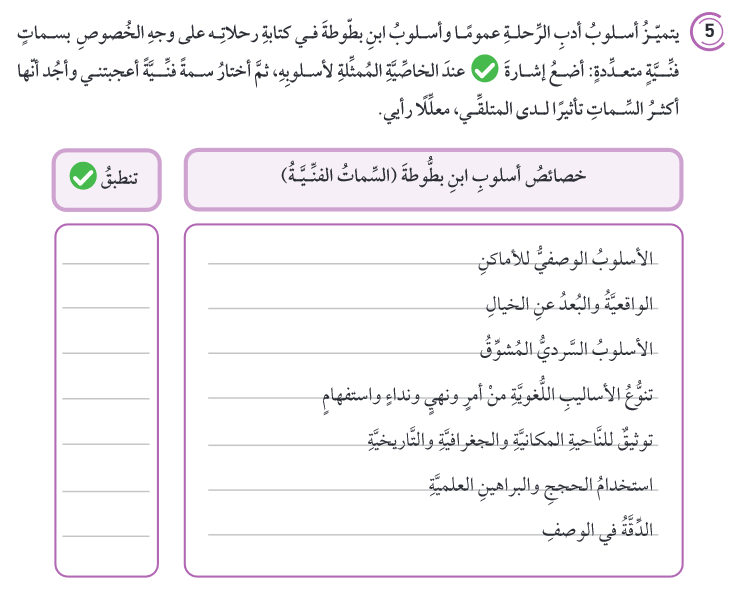 5
يتميّزُ أسلوبُ أدبِ الرِّحلةِ عمومًا وأسلوبُ ابنِ بطّوطةَ في كتابةِ رحلاتِه على وجهِ الخُصوصِ بسماتٍ
فنِّيَّةٍ متعدِّدةٍ: أضعُ إشارةَ ✔ عندَ الخاصِّيَّةِ المُمثِّلةِ لأسلوبِهِ، ثمَّ أختارُ سمةً فنِّيَّةً أعجبتني وأجُد أنّها
أكثرُ السِّماتِ تأثيرًا لدى المتلقِّي، معلِّلًا رأيي.
خصائصُ أسلوبِ ابنِ بطُّوطةَ (السِّماتُ الفنِّيَّةُ)
تنطبقُ ✔
الأسلوبُ الوصفيُّ للأماكنِ
الواقعيَّةُ والبُعدُ عنِ الخيالِ
الأسلوبُ السَّرديُّ المُشوِّقُ
تنوُّعُ الأساليبِ اللُّغويَّةِ منْ أمرٍ ونهيٍ ونداءٍ واستفهامٍ
توثيقٌ للنَّاحيةِ المكانيَّةِ والجغرافيَّةِ والتَّاريخيَّةِ
استخدامُ الحججِ والبراهينِ العلميَّةِ
الدِّقَّةُ في الوصفِ